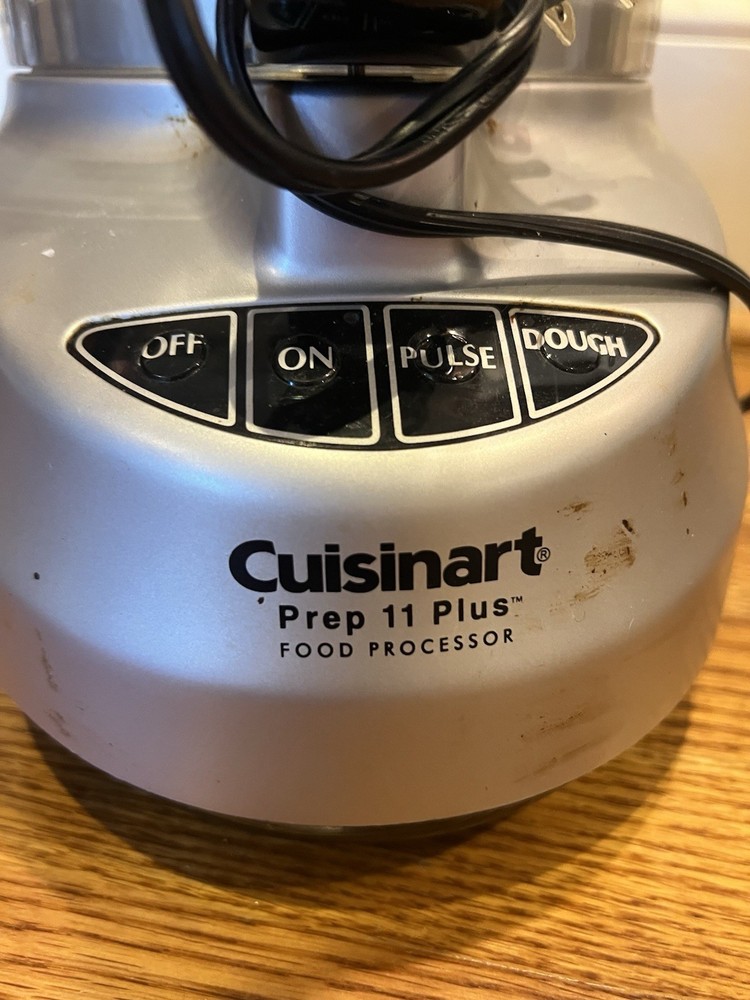 OFF ON PULSE DOUGH
Cuisinart®
Prep 11 Plus™
FOOD PROCESSOR